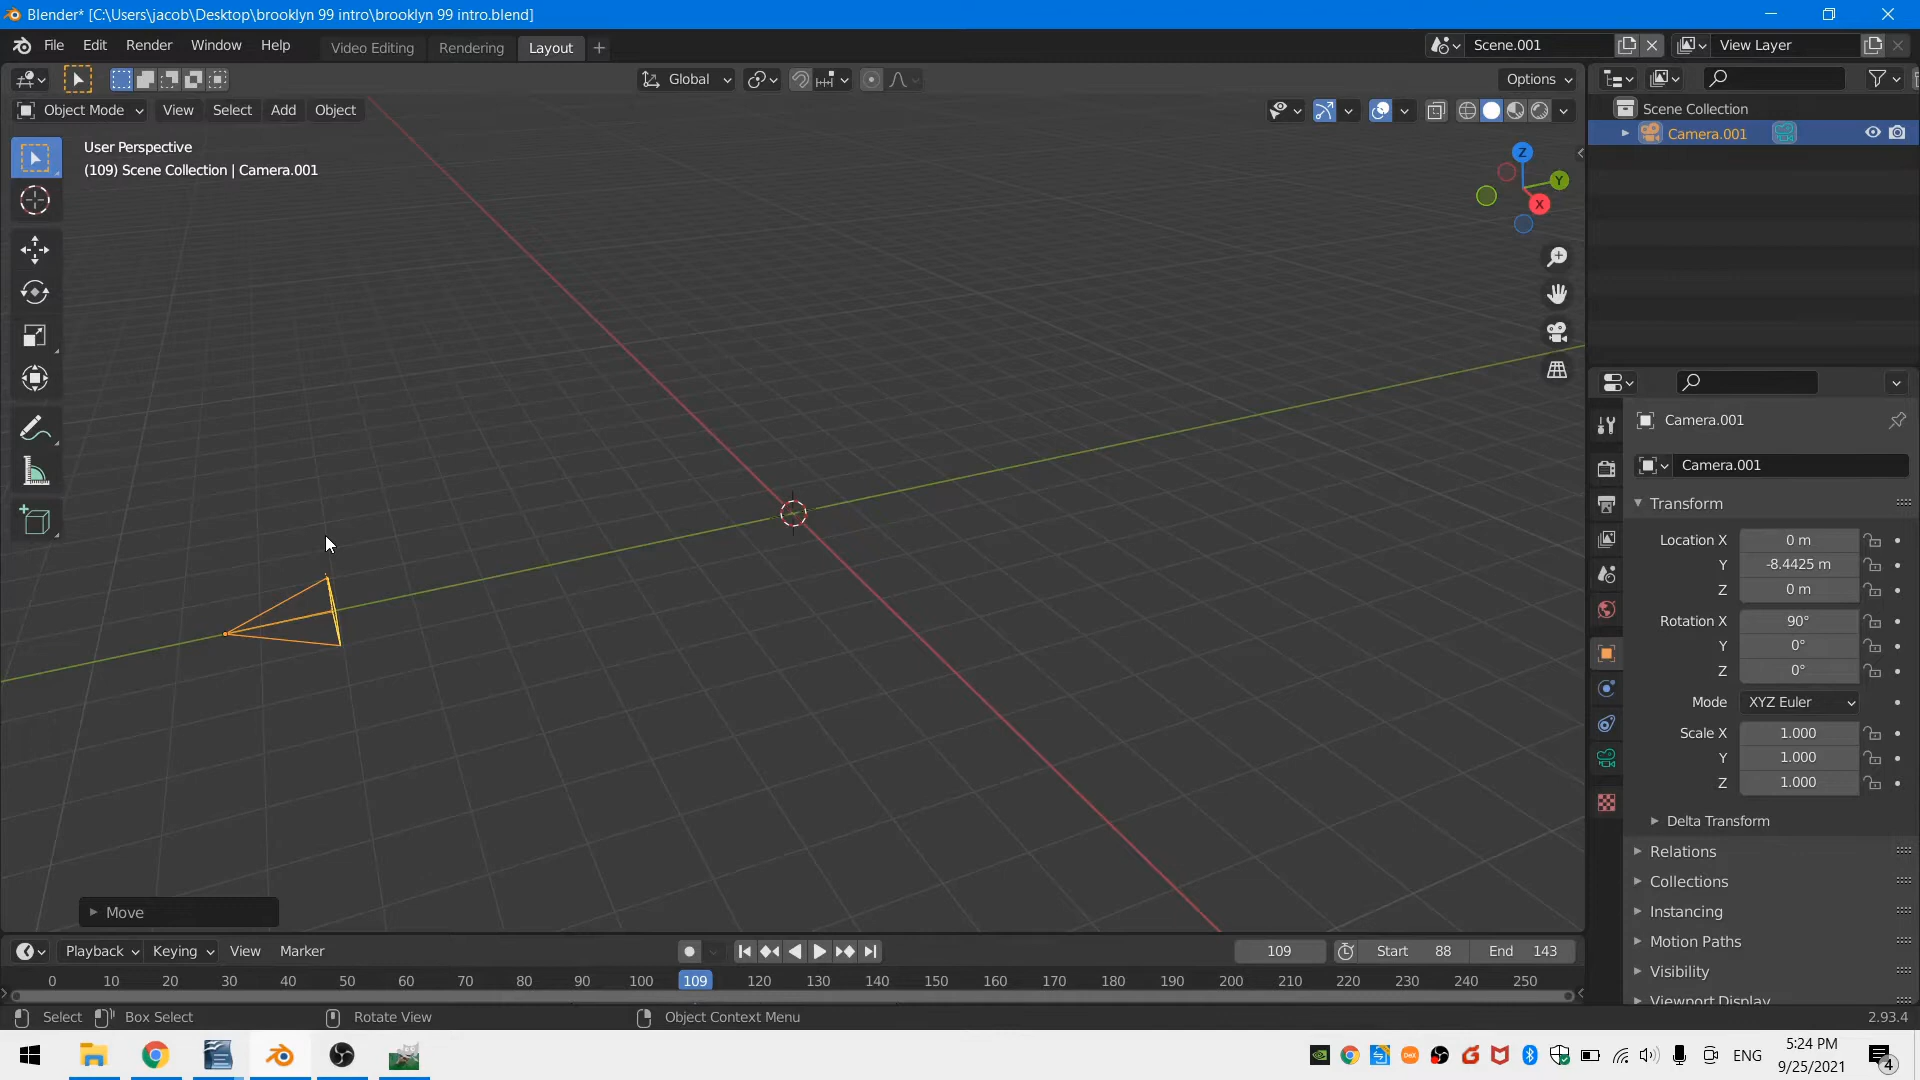 Blender* [C:\Users\jacob\Desktop\brooklyn 99 intro\brooklyn 99 intro.blend]
File Edit Render Window Help Video Editing Rendering Layout Scene.001 View Layer
Global Options
Object Mode View Select Add Object
Scene Collection
Camera.001
User Perspective
(109) Scene Collection | Camera.001
Z
Y
X
Camera.001
Camera.001
Transform
Location X 0 m
Y -8.4425 m
Z 0 m
Rotation X 90°
Y 0°
Z 0°
Mode XYZ Euler
Scale X 1.000
Y 1.000
Z 1.000
Delta Transform
Relations
Collections
Instancing
Motion Paths
Visibility
Viewport Display
Move
Playback Keying View Marker 109 Start 88 End 143
0 10 20 30 40 50 60 70 80 90 100 109 120 130 140 150 160 170 180 190 200 210 220 230 240 250
Select Box Select Rotate View Object Context Menu 2.93.4
ENG
5:24 PM
9/25/2021
4